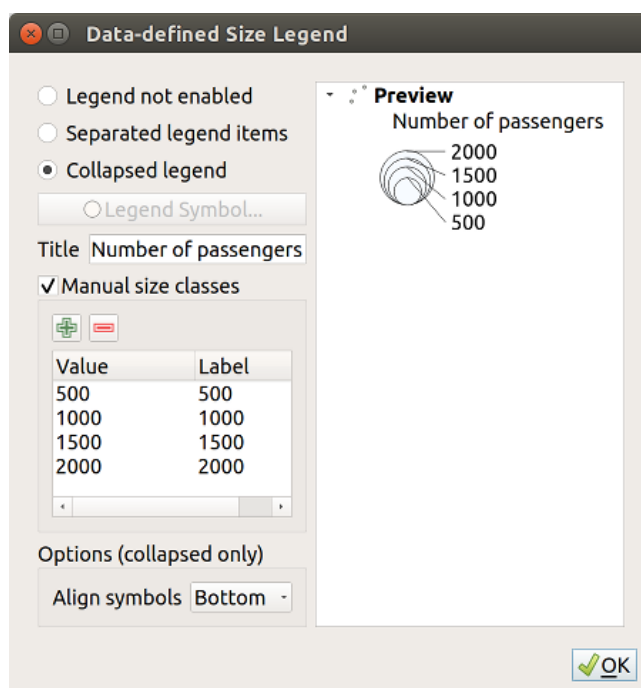 Data-defined Size Legend
Legend not enabled
Separated legend items
Collapsed legend
Legend Symbol...
Title Number of passengers
Manual size classes
Value Label
500 500
1000 1000
1500 1500
2000 2000
Options (collapsed only)
Align symbols Bottom
Preview
Number of passengers
2000
1500
1000
500
OK